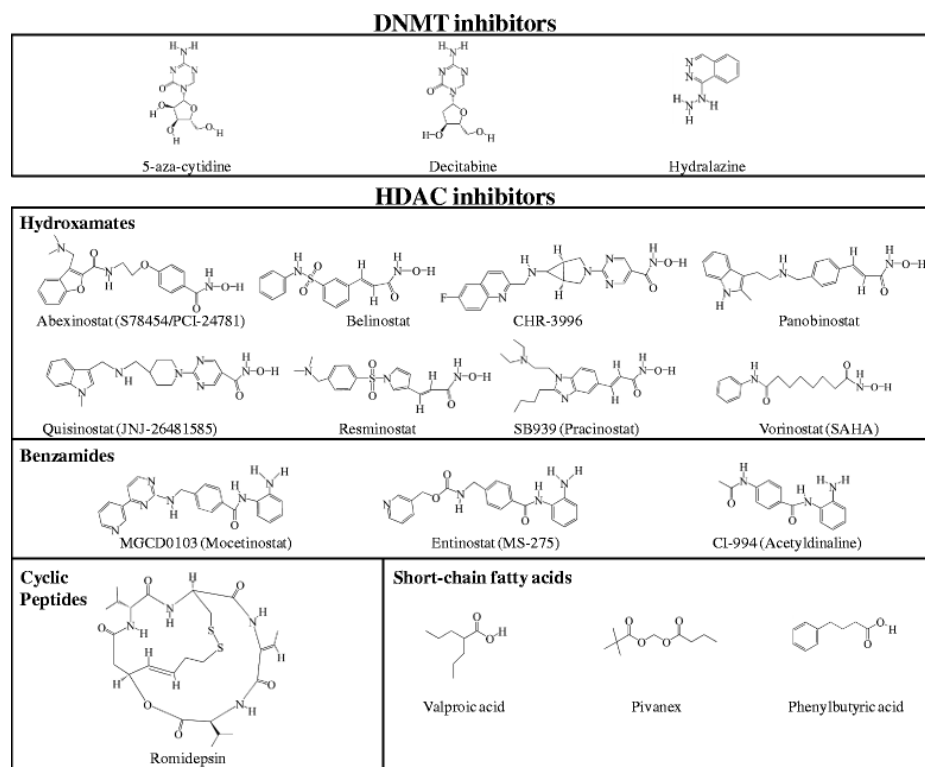 DNMT inhibitors
5-aza-cytidine
Decitabine
Hydralazine
HDAC inhibitors
Hydroxamates
Abexinostat (S78454/PCI-24781)
Belinostat
CHR-3996
Panobinostat
Quisinostat (JNJ-26481585)
Resminostat
SB939 (Pracinostat)
Vorinostat (SAHA)
Benzamides
MGCD0103 (Mocetinostat)
Entinostat (MS-275)
CI-994 (Acetyldinaline)
Cyclic
Peptides
Romidepsin
Short-chain fatty acids
Valproic acid
Pivanex
Phenylbutyric acid